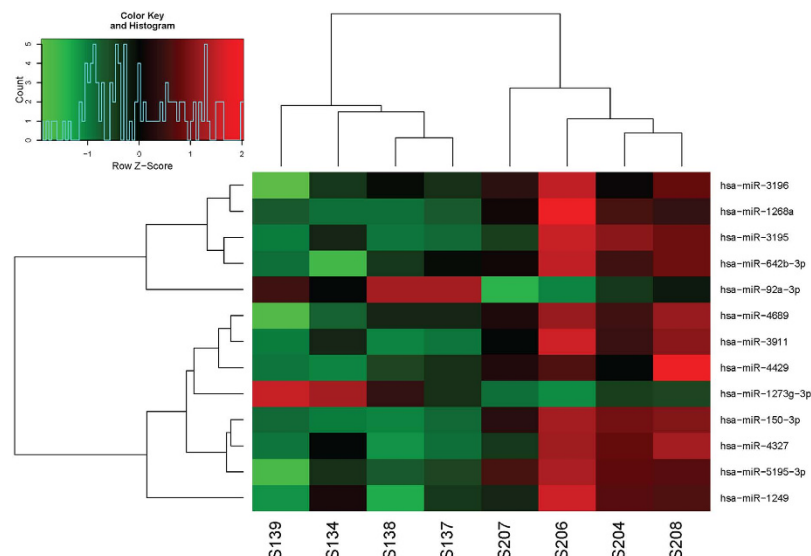 Color Key
and Histogram
Count
0 1 2 3 4 5
-1 0 1 2
Row Z-Score
hsa-miR-3196
hsa-miR-1268a
hsa-miR-3195
hsa-miR-642b-3p
hsa-miR-92a-3p
hsa-miR-4689
hsa-miR-3911
hsa-miR-4429
hsa-miR-1273g-3p
hsa-miR-150-3p
hsa-miR-4327
hsa-miR-5195-3p
hsa-miR-1249
S139 S134 S138 S137 S207 S206 S204 S208